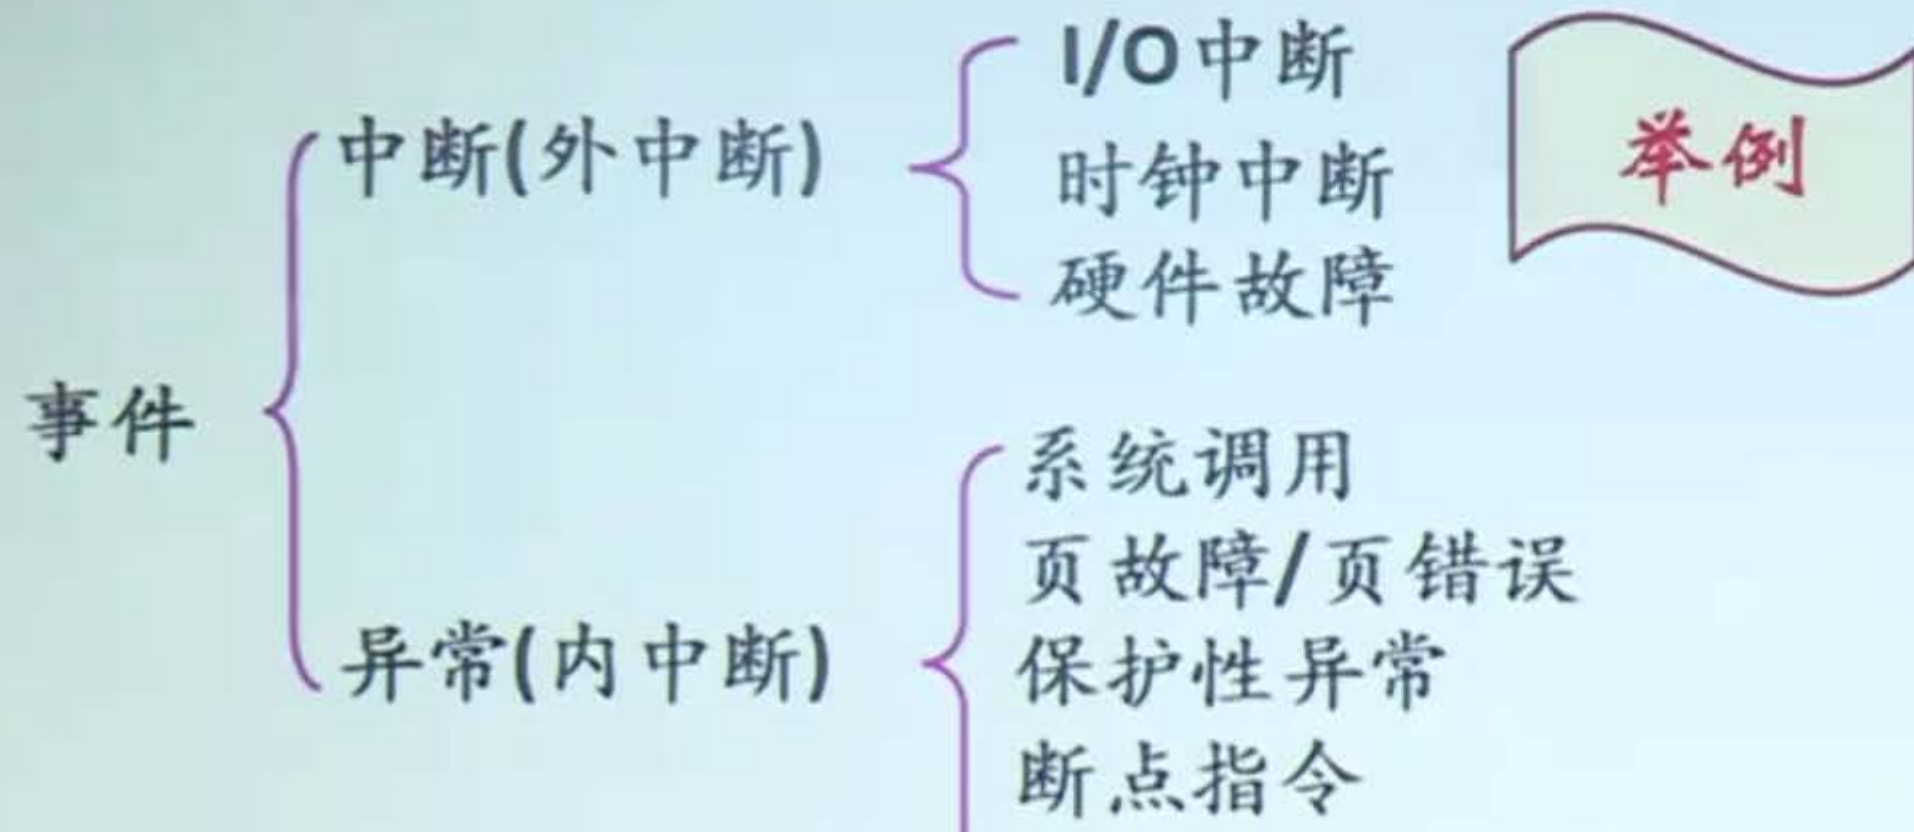 I/O中断
举例
中断(外中断)
时钟中断
硬件故障
事件
系统调用
页故障/页错误
异常(内中断)
保护性异常
断点指令